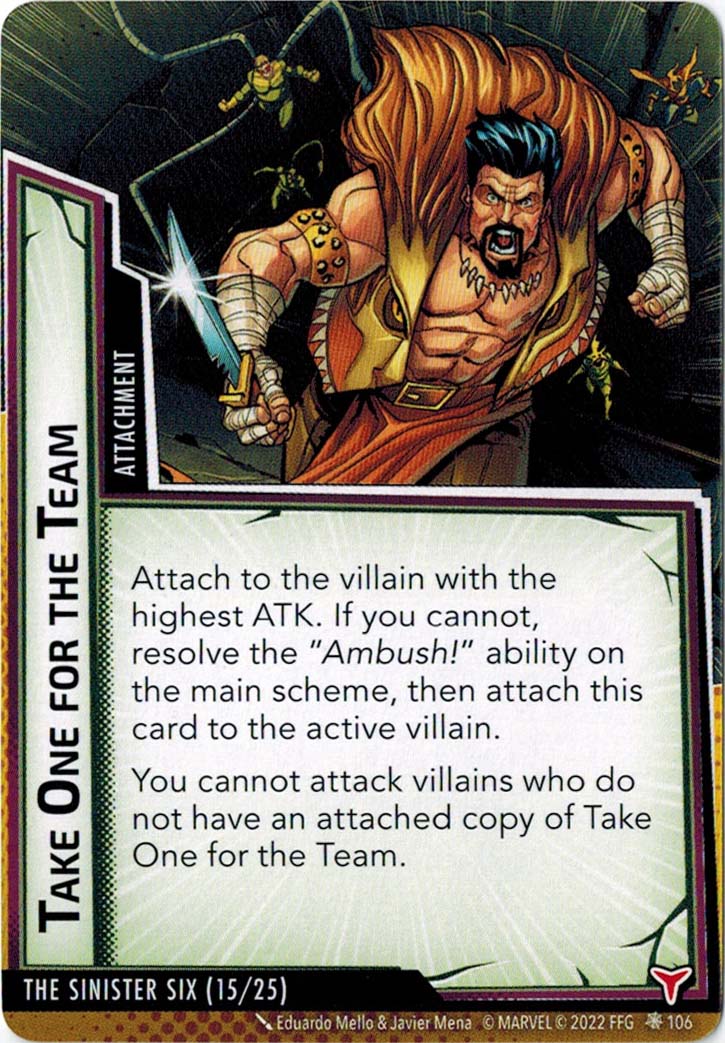 ATTACHMENT
TAKE ONE FOR THE TEAM
Attach to the villain with the
highest ATK. If you cannot,
resolve the "Ambush!" ability on
the main scheme, then attach this
card to the active villain.
You cannot attack villains who do
not have an attached copy of Take
One for the Team.
THE SINISTER SIX (15/25)
Eduardo Mello & Javier Mena © MARVEL © 2022 FFG 106